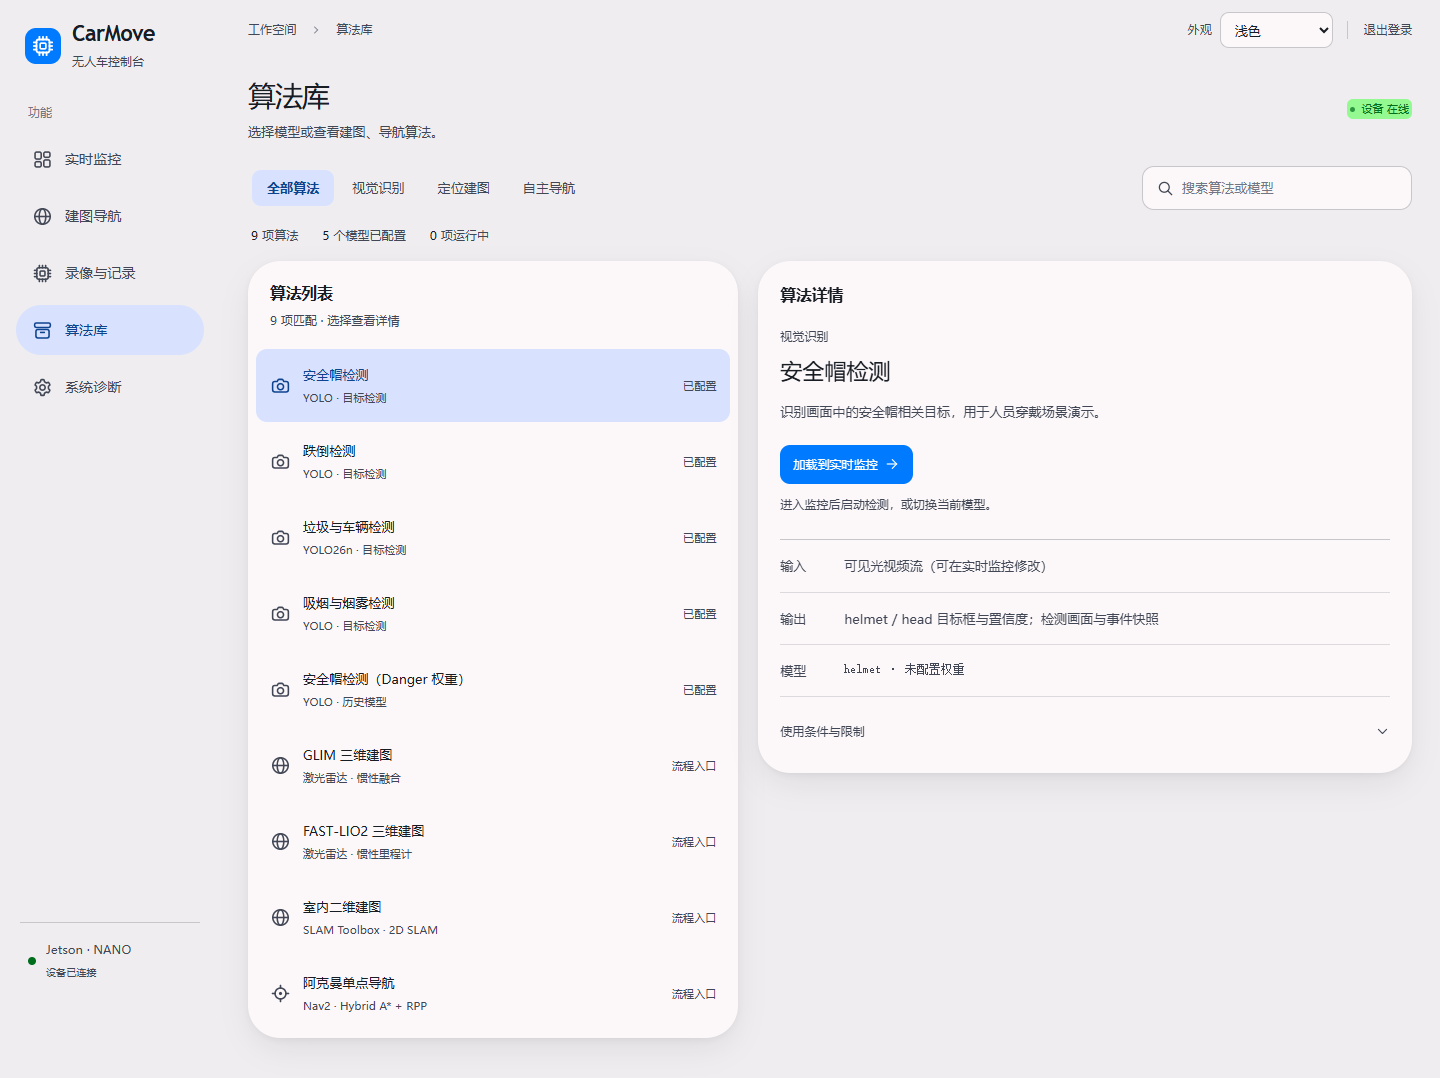 CarMove
无人车控制台
功能
实时监控
建图导航
录像与记录
算法库
系统诊断
Jetson · NANO
设备已连接
工作空间 › 算法库
外观 浅色 退出登录
算法库
选择模型或查看建图、导航算法。
设备 在线
全部算法 视觉识别 定位建图 自主导航
搜索算法或模型
9 项算法 5 个模型已配置 0 项运行中
算法列表
9 项匹配 · 选择查看详情
安全帽检测
YOLO · 目标检测
已配置
跌倒检测
YOLO · 目标检测
已配置
垃圾与车辆检测
YOLO26n · 目标检测
已配置
吸烟与烟雾检测
YOLO · 目标检测
已配置
安全帽检测（Danger 权重）
YOLO · 历史模型
已配置
GLIM 三维建图
激光雷达 · 惯性融合
流程入口
FAST-LIO2 三维建图
激光雷达 · 惯性里程计
流程入口
室内二维建图
SLAM Toolbox · 2D SLAM
流程入口
阿克曼单点导航
Nav2 · Hybrid A* + RPP
流程入口
算法详情
视觉识别
安全帽检测
识别画面中的安全帽相关目标，用于人员穿戴场景演示。
加载到实时监控 →
进入监控后启动检测，或切换当前模型。
输入 可见光视频流（可在实时监控修改）
输出 helmet / head 目标框与置信度；检测画面与事件快照
模型 helmet · 未配置权重
使用条件与限制